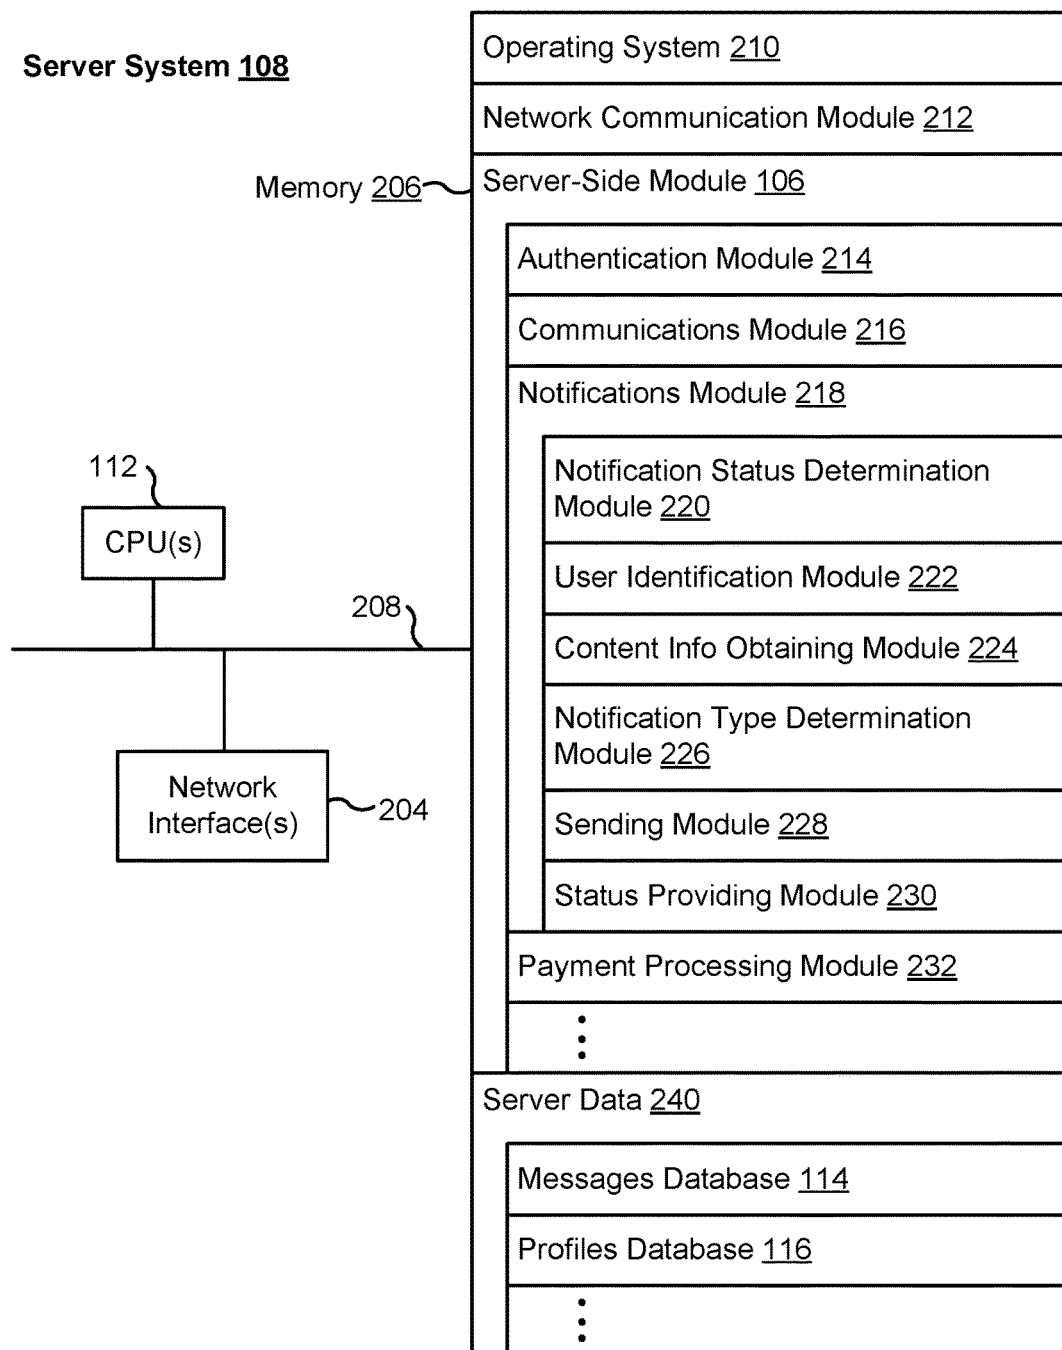 Server System 108
Operating System 210
Network Communication Module 212
Memory 206
Server-Side Module 106
Authentication Module 214
Communications Module 216
Notifications Module 218
112
CPU(s)
Notification Status Determination
Module 220
User Identification Module 222
208
Content Info Obtaining Module 224
Notification Type Determination
Module 226
Network
Interface(s)
204
Sending Module 228
Status Providing Module 230
Payment Processing Module 232
Server Data 240
Messages Database 114
Profiles Database 116